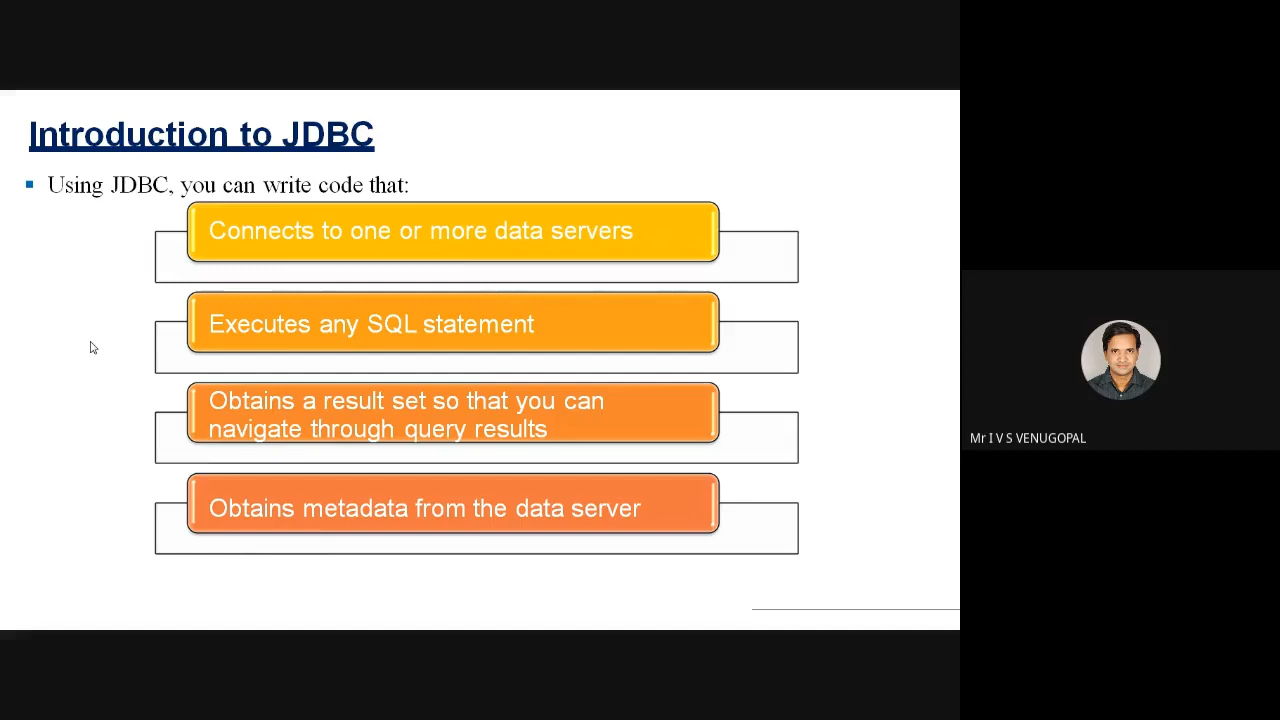 Introduction to JDBC
Using JDBC, you can write code that:
Connects to one or more data servers
Executes any SQL statement
Obtains a result set so that you can
navigate through query results
Obtains metadata from the data server
Mr I V S VENUGOPAL